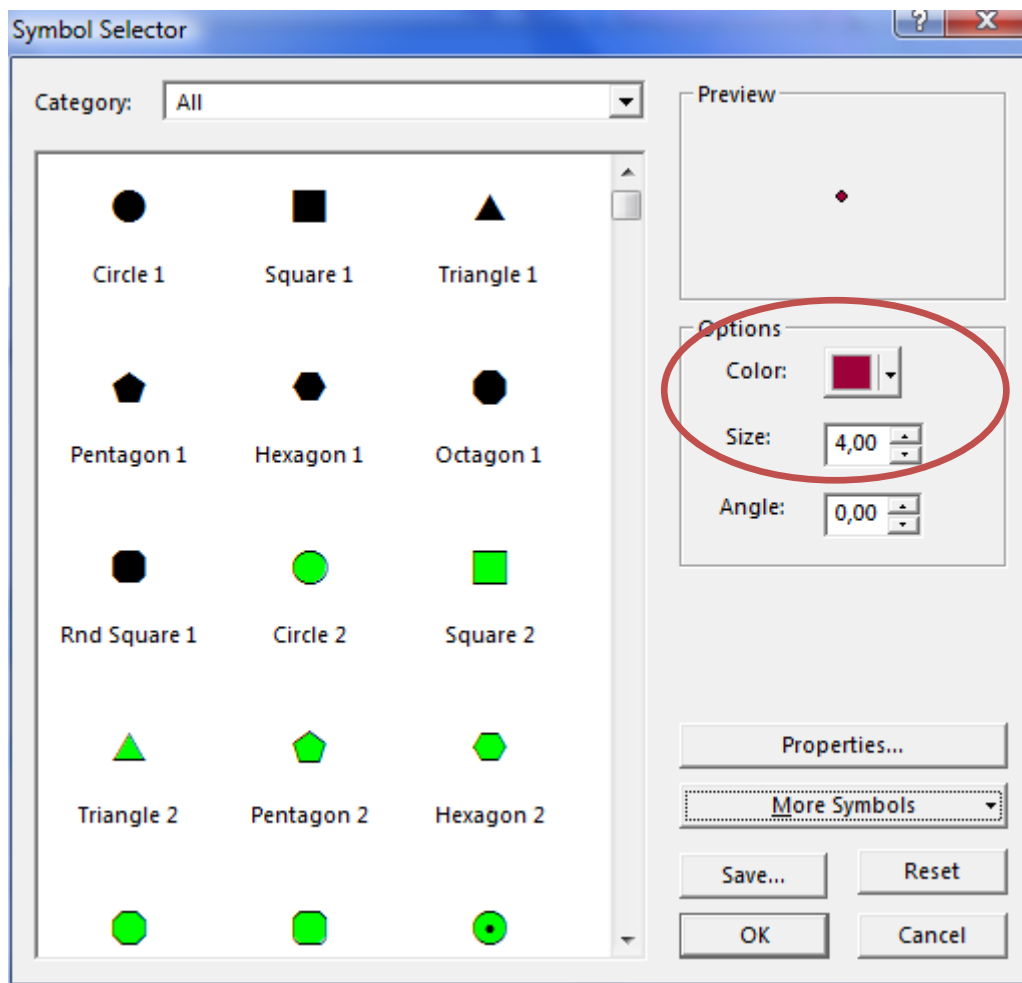 Symbol Selector
? X
Category: All
Circle 1 Square 1 Triangle 1
Pentagon 1 Hexagon 1 Octagon 1
Rnd Square 1 Circle 2 Square 2
Triangle 2 Pentagon 2 Hexagon 2
Preview
Options
Color:
Size: 4,00
Angle: 0,00
Properties...
More Symbols
Save... Reset
OK Cancel